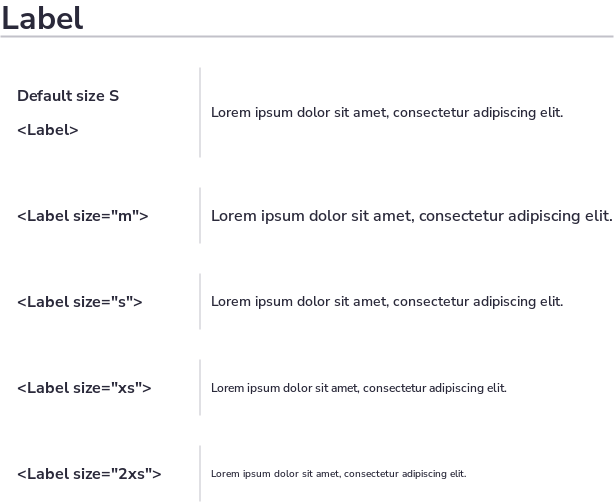 Label
Default size S
<Label>
Lorem ipsum dolor sit amet, consectetur adipiscing elit.
<Label size="m">
Lorem ipsum dolor sit amet, consectetur adipiscing elit.
<Label size="s">
Lorem ipsum dolor sit amet, consectetur adipiscing elit.
<Label size="xs">
Lorem ipsum dolor sit amet, consectetur adipiscing elit.
<Label size="2xs">
Lorem ipsum dolor sit amet, consectetur adipiscing elit.